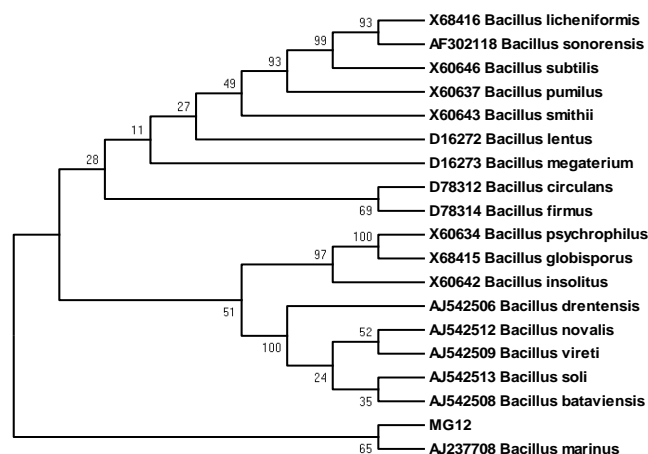 93
X68416 Bacillus licheniformis
99
AF302118 Bacillus sonorensis
93
X60646 Bacillus subtilis
49
X60637 Bacillus pumilus
27
X60643 Bacillus smithii
11
D16272 Bacillus lentus
28
D16273 Bacillus megaterium
D78312 Bacillus circulans
69
D78314 Bacillus firmus
100
X60634 Bacillus psychrophilus
97
X68415 Bacillus globisporus
X60642 Bacillus insolitus
51
AJ542506 Bacillus drentensis
100
52
AJ542512 Bacillus novalis
AJ542509 Bacillus vireti
24
AJ542513 Bacillus soli
35
AJ542508 Bacillus bataviensis
MG12
65
AJ237708 Bacillus marinus